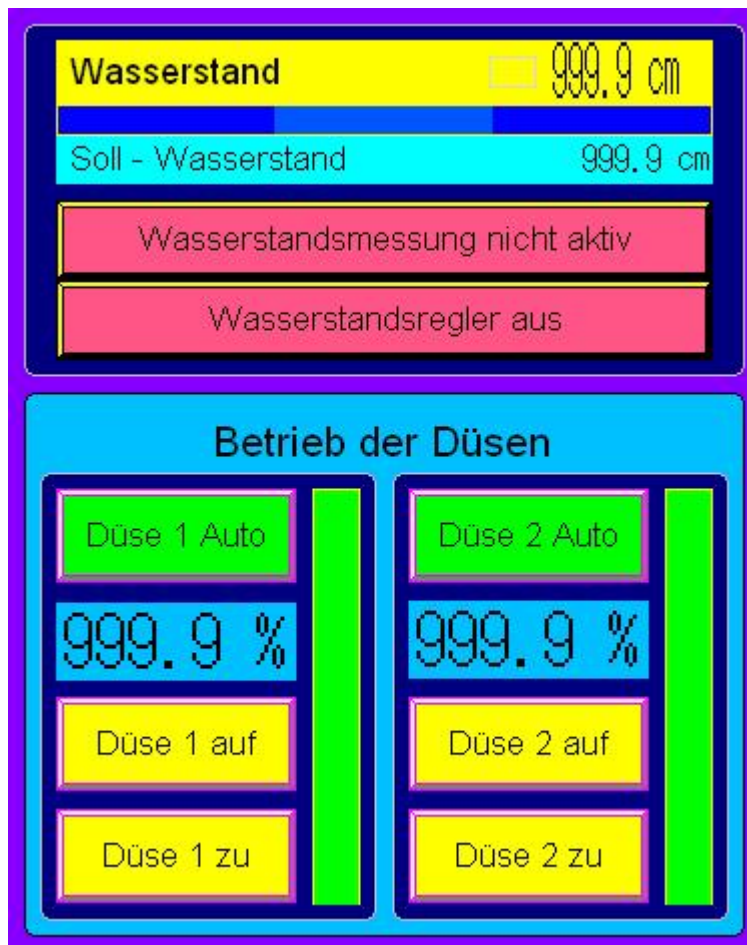 Wasserstand 999.9 cm
Soll - Wasserstand 999.9 cm
Wasserstandsmessung nicht aktiv
Wasserstandsregler aus
Betrieb der Düsen
Düse 1 Auto
999.9 %
Düse 1 auf
Düse 1 zu
Düse 2 Auto
999.9 %
Düse 2 auf
Düse 2 zu